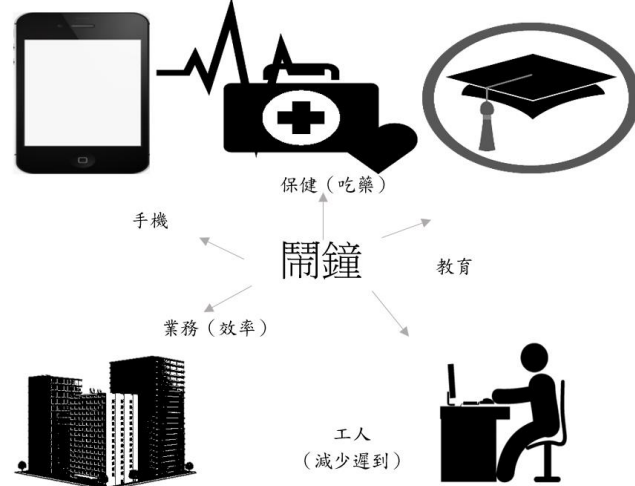 保健（吃藥）
手機
鬧鐘
教育
業務（效率）
工人
（減少遲到）